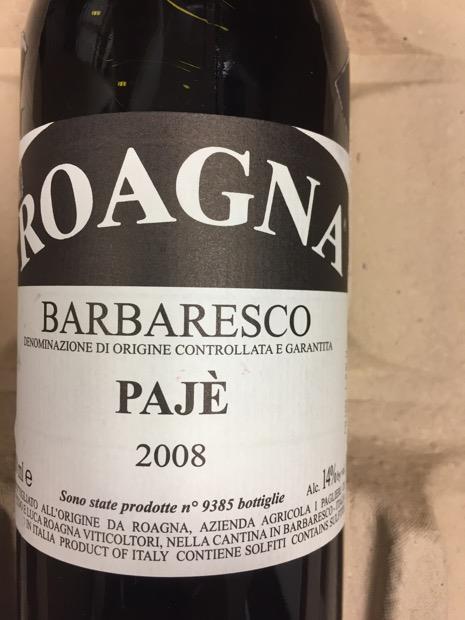 ROAGNA
BARBARESCO
DENOMINAZIONE DI ORIGINE CONTROLLATA E GARANTITA
PAJÈ
2008
ml e
Alc. 14%
Sono state prodotte n° 9385 bottiglie
ALL'ORIGINE DA ROAGNA, AZIENDA AGRICOLA I PAGLIERI
E LUCA ROAGNA VITICOLTORI, NELLA CANTINA IN BARBARESCO
IN ITALIA PRODUCT OF ITALY CONTIENE SOLFITI CONTAINS